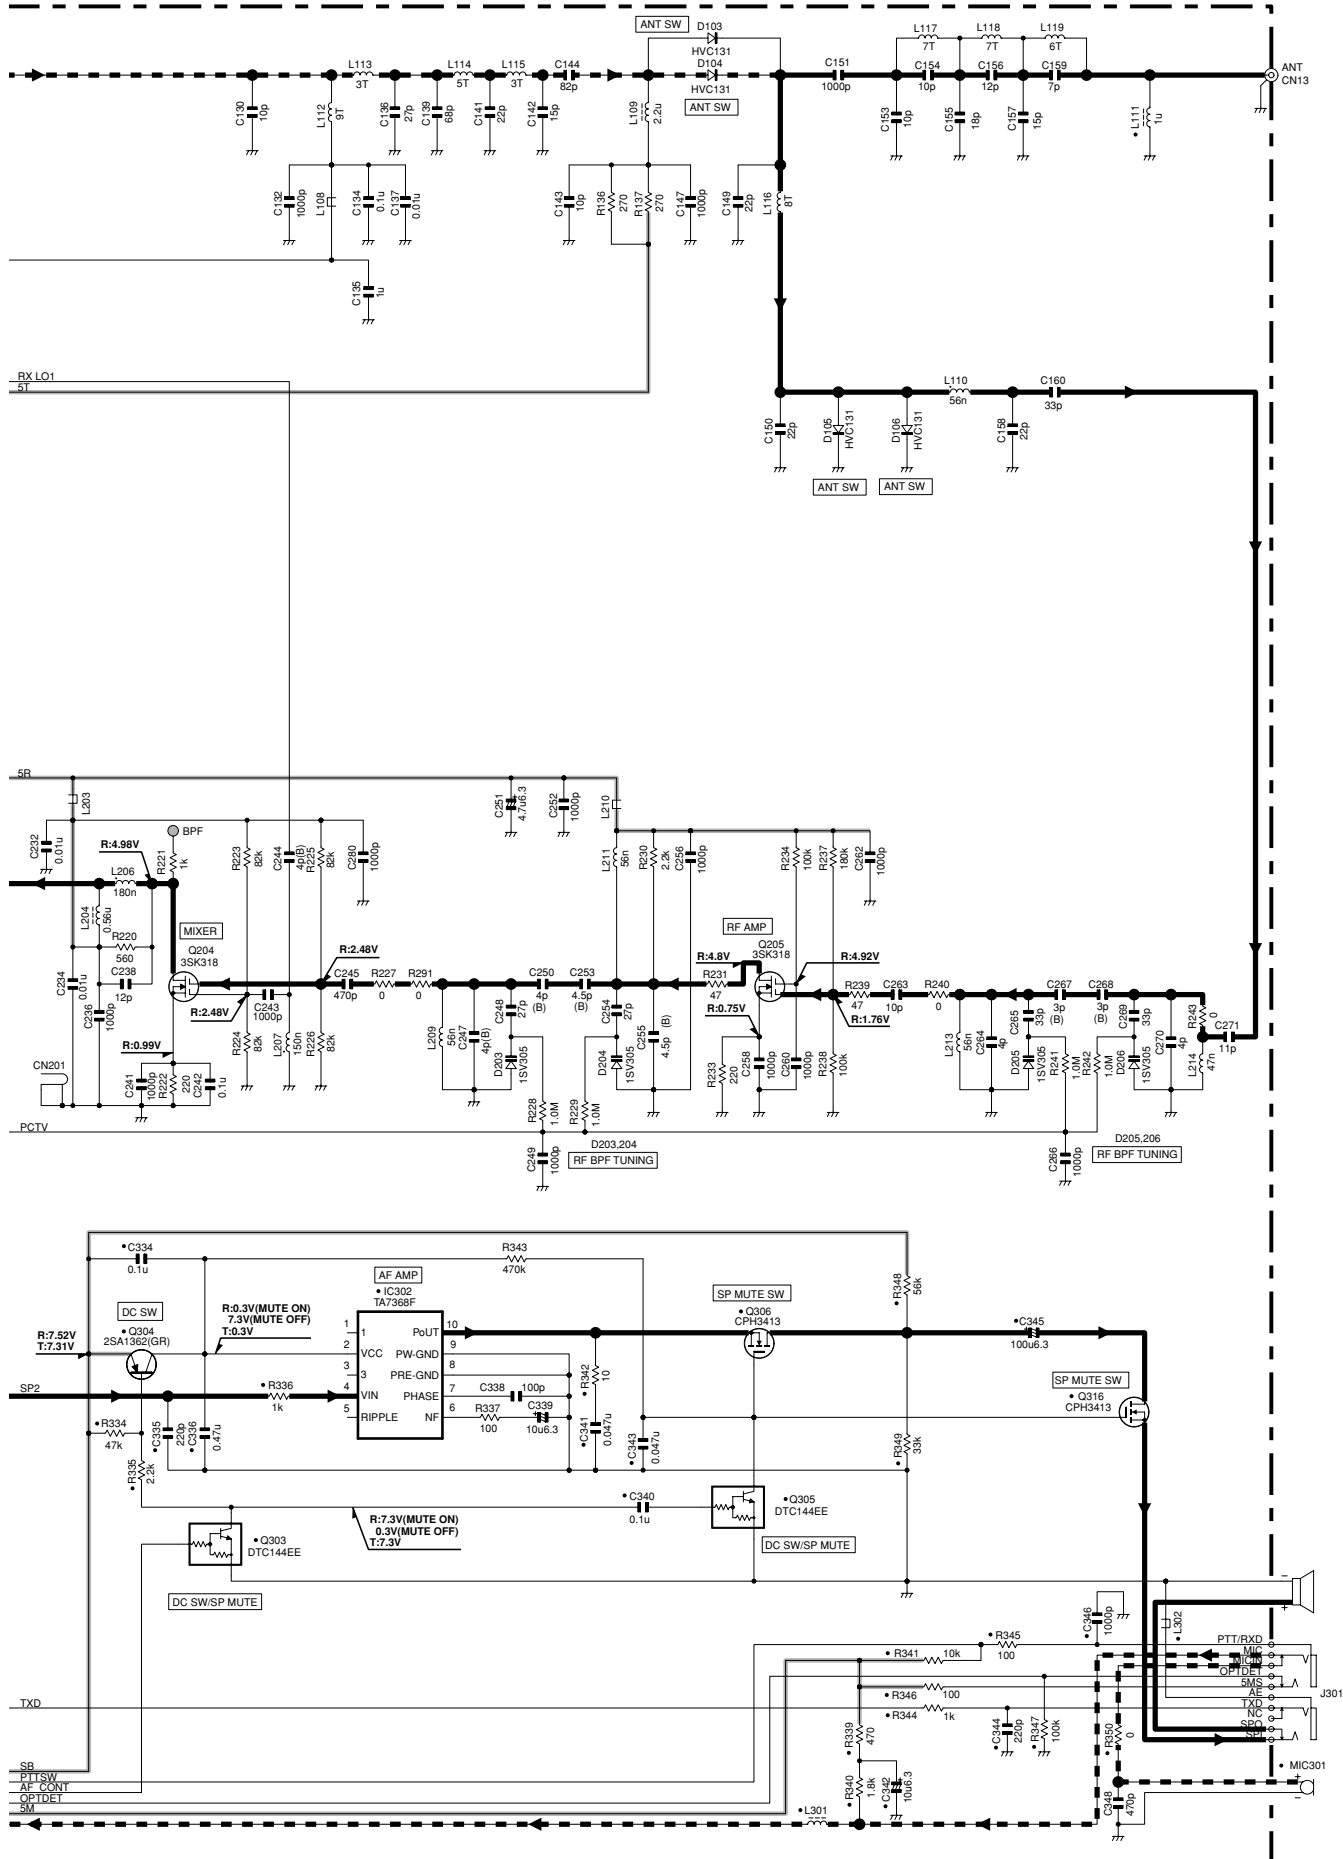 ANT SW
D103
HVC131
D104
HVC131
ANT SW
L113
3T
L114
5T
L115
3T
C144
82p
C151
1000p
L117
7T
L118
7T
L119
6T
C154
10p
C156
12p
C159
7p
ANT
CN13
C130
10p
L112
9T
C136
27p
C139
68p
C141
22p
C142
15p
L109
2.2u
C153
10p
C155
18p
C157
15p
• L111
1u
C132
1000p
L108
C134
0.1u
C137
0.01u
C143
10p
R136
270
R137
270
C147
1000p
C149
22p
L116
8T
C135
1u
RX LO1
5T
L110
56n
C160
33p
C150
22p
D105
HVC131
D106
HVC131
C158
22p
ANT SW
ANT SW
5R
L203
C251
4.7u6.3
C252
1000p
L210
BPF
C232
0.01u
R:4.98V
R221
1k
R223
82k
C244
4p(B)
R225
82k
C280
1000p
L211
56n
R230
2.2k
C256
1000p
R234
100k
R237
180k
C262
1000p
L206
180n
L204
0.56u
R220
560
C238
12p
MIXER
Q204
3SK318
R:2.48V
C245
470p
R227
0
R291
0
C250
4p
(B)
C253
4.5p
(B)
R:4.8V
R231
47
RF AMP
Q205
3SK318
R:4.92V
R239
47
C263
10p
R240
0
C267
3p
(B)
C268
3p
(B)
C234
0.01u
C236
1000p
R:2.48V
C243
1000p
R:0.99V
R224
82k
L207
150n
R226
82k
L209
56n
C247
4p(B)
C248
27p
D203
1SV305
C254
27p
D204
1SV305
C255
4.5p (B)
R:0.75V
R:1.76V
R233
220
C258
1000p
C260
1000p
R238
100k
L213
56n
C264
4p
C265
33p
D205
1SV305
R241
1.0M
R242
1.0M
C269
33p
D206
1SV305
C270
4p
R243
0
C271
11p
L214
47n
CN201
C241
1000p
R222
220
C242
0.1u
R228
1.0M
R229
1.0M
PCTV
C249
1000p
D203,204
RF BPF TUNING
C266
1000p
D205,206
RF BPF TUNING
• C334
0.1u
R343
470k
AF AMP
• IC302
TA7368F
DC SW
• Q304
2SA1362(GR)
R:0.3V(MUTE ON)
7.3V(MUTE OFF)
T:0.3V
R:7.52V
T:7.31V
1 1
2 VCC
3 3
4 VIN
5 RIPPLE
PoUT 10
PW-GND 9
PRE-GND 8
PHASE 7
NF 6
SP MUTE SW
• Q306
CPH3413
• R348
56k
• C345
100u6.3
SP2
• R336
1k
• R342
10
C338 100p
R337
100
C339
10u6.3
SP MUTE SW
• Q316
CPH3413
• R334
47k
• R335
2.2k
• C335
220p
• C336
0.47u
• C341
0.047u
• C343
0.047u
• R349
33k
R:7.3V(MUTE ON)
0.3V(MUTE OFF)
T:7.3V
• C340
0.1u
• Q305
DTC144EE
DC SW/SP MUTE
• Q303
DTC144EE
DC SW/SP MUTE
• C346
1000p
• L302
• R345
100
• R341 10k
• R346 100
• R344 1k
• C344
220p
• R347
100k
• R350
0
PTT/RXD
MIC
MICIN
OPTDET
5MS
AE
TXD
NC
SPO
SPI
J301
TXD
• R339
470
• R340
1.8k
• C342
10u6.3
• MIC301
SB
PTTSW
AF CONT
OPTDET
5M
• L301
C348
470p